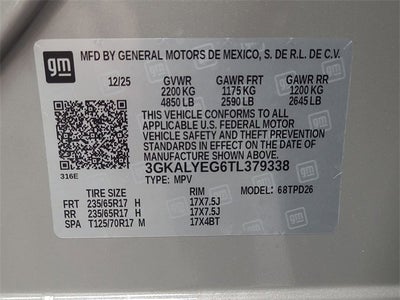 gm
MFD BY GENERAL MOTORS DE MEXICO, S. DE R.L. DE C.V.
12/25 GVWR GAWR FRT GAWR RR
2200 KG 1175 KG 1200 KG
4850 LB 2590 LB 2645 LB
THIS VEHICLE CONFORMS TO ALL
APPLICABLE U.S. FEDERAL MOTOR
VEHICLE SAFETY AND THEFT PREVENTION
STANDARDS IN EFFECT ON THE DATE OF
MANUFACTURE SHOWN ABOVE.
3GKALYEG6TL379338
316E TYPE: MPV MODEL: 68TPD26
TIRE SIZE RIM
FRT 235/65R17 H 17X7.5J
RR 235/65R17 H 17X7.5J
SPA T125/70R17 M 17X4BT